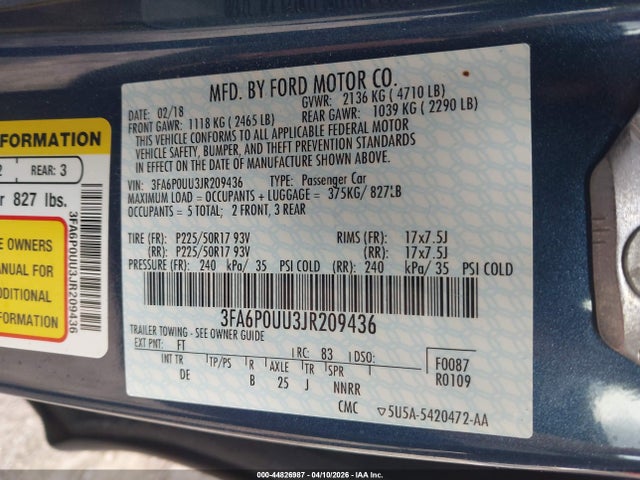 MFD. BY FORD MOTOR CO.
DATE: 02/18 GVWR: 2136 KG ( 4710 LB)
FRONT GAWR: 1118 KG ( 2465 LB) REAR GAWR: 1039 KG ( 2290 LB)
THIS VEHICLE CONFORMS TO ALL APPLICABLE FEDERAL MOTOR
VEHICLE SAFETY, BUMPER, AND THEFT PREVENTION STANDARDS
IN EFFECT ON THE DATE OF MANUFACTURE SHOWN ABOVE.
VIN: 3FA6P0UU3JR209436 TYPE: Passenger Car
MAXIMUM LOAD = OCCUPANTS + LUGGAGE = 375KG/ 827LB
OCCUPANTS = 5 TOTAL; 2 FRONT, 3 REAR
TIRE (FR): P225/50R17 93V RIMS (FR): 17x7.5J
(RR): P225/50R17 93V (RR): 17x7.5J
PRESSURE (FR): 240 kPa/ 35 PSI COLD (RR): 240 kPa/ 35 PSI COLD
3FA6P0UU3JR209436
TRAILER TOWING - SEE OWNER GUIDE
EXT PNT: FT RC: B3 DSO:
F0087
R0109
INT TR TP/PS R AXLE TR SPR
DE B 25 J NNRR
CMC 5U5A-5420472-AA
FORMATION
2 REAR: 3
r 827 lbs.
E OWNERS
ANUAL FOR
DDITIONAL
FORMATION
3FA6P0UU3JR209436
000-44826987 - 04/10/2026 - IAA Inc.